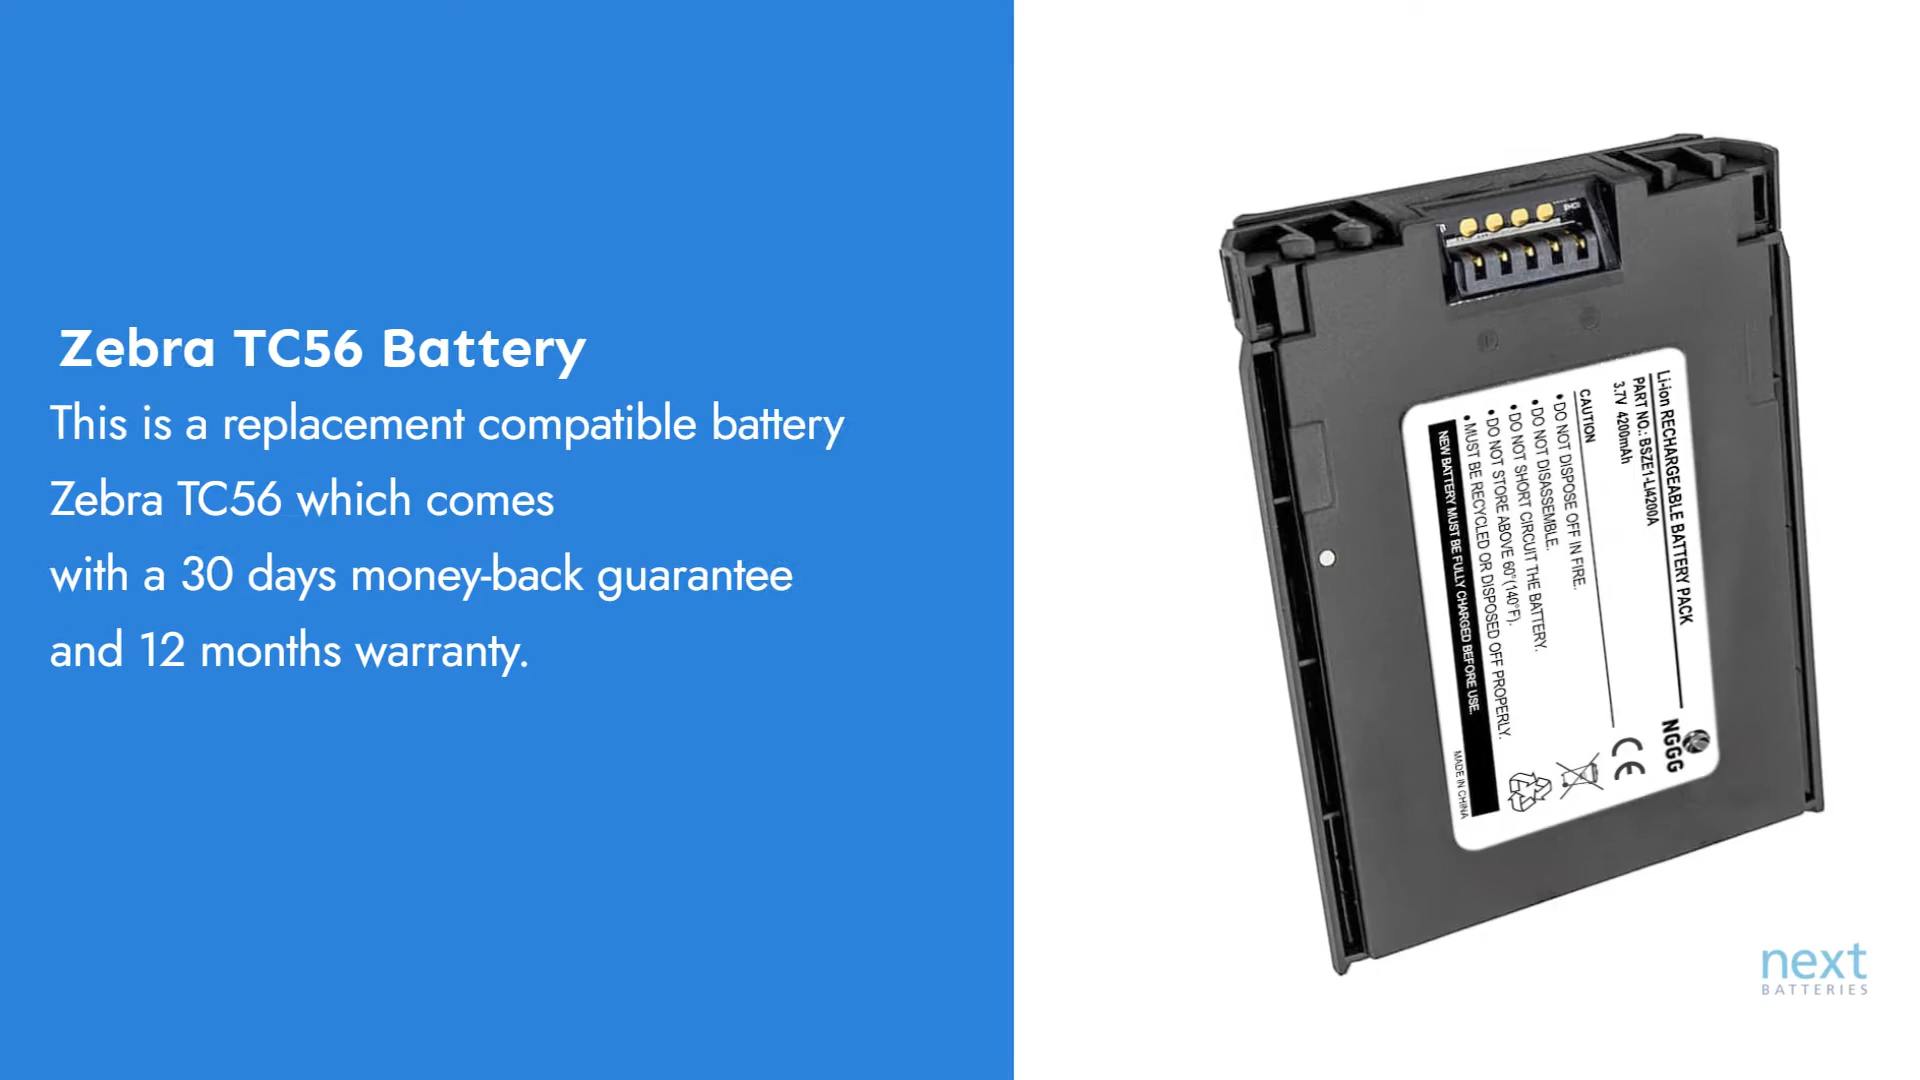 Zebra TC56 Battery
This is a replacement compatible battery
Zebra TC56 which comes
with a 30 days money-back guarantee
and 12 months warranty.
Li-ion RECHARGEABLE BATTERY PACK
PART NO.: BSZE1-LI4200A
3.7V 4200mAh
CAUTION
•DO NOT DISPOSE OFF IN FIRE.
•DO NOT DISASSEMBLE.
•DO NOT SHORT CIRCUIT THE BATTERY.
•DO NOT STORE ABOVE 60°(140°F).
•MUST BE RECYCLED OR DISPOSED OFF PROPERLY.
NEW BATTERY MUST BE FULLY CHARGED BEFORE USE.
MADE IN CHINA
CE
NGGG
next
BATTERIES